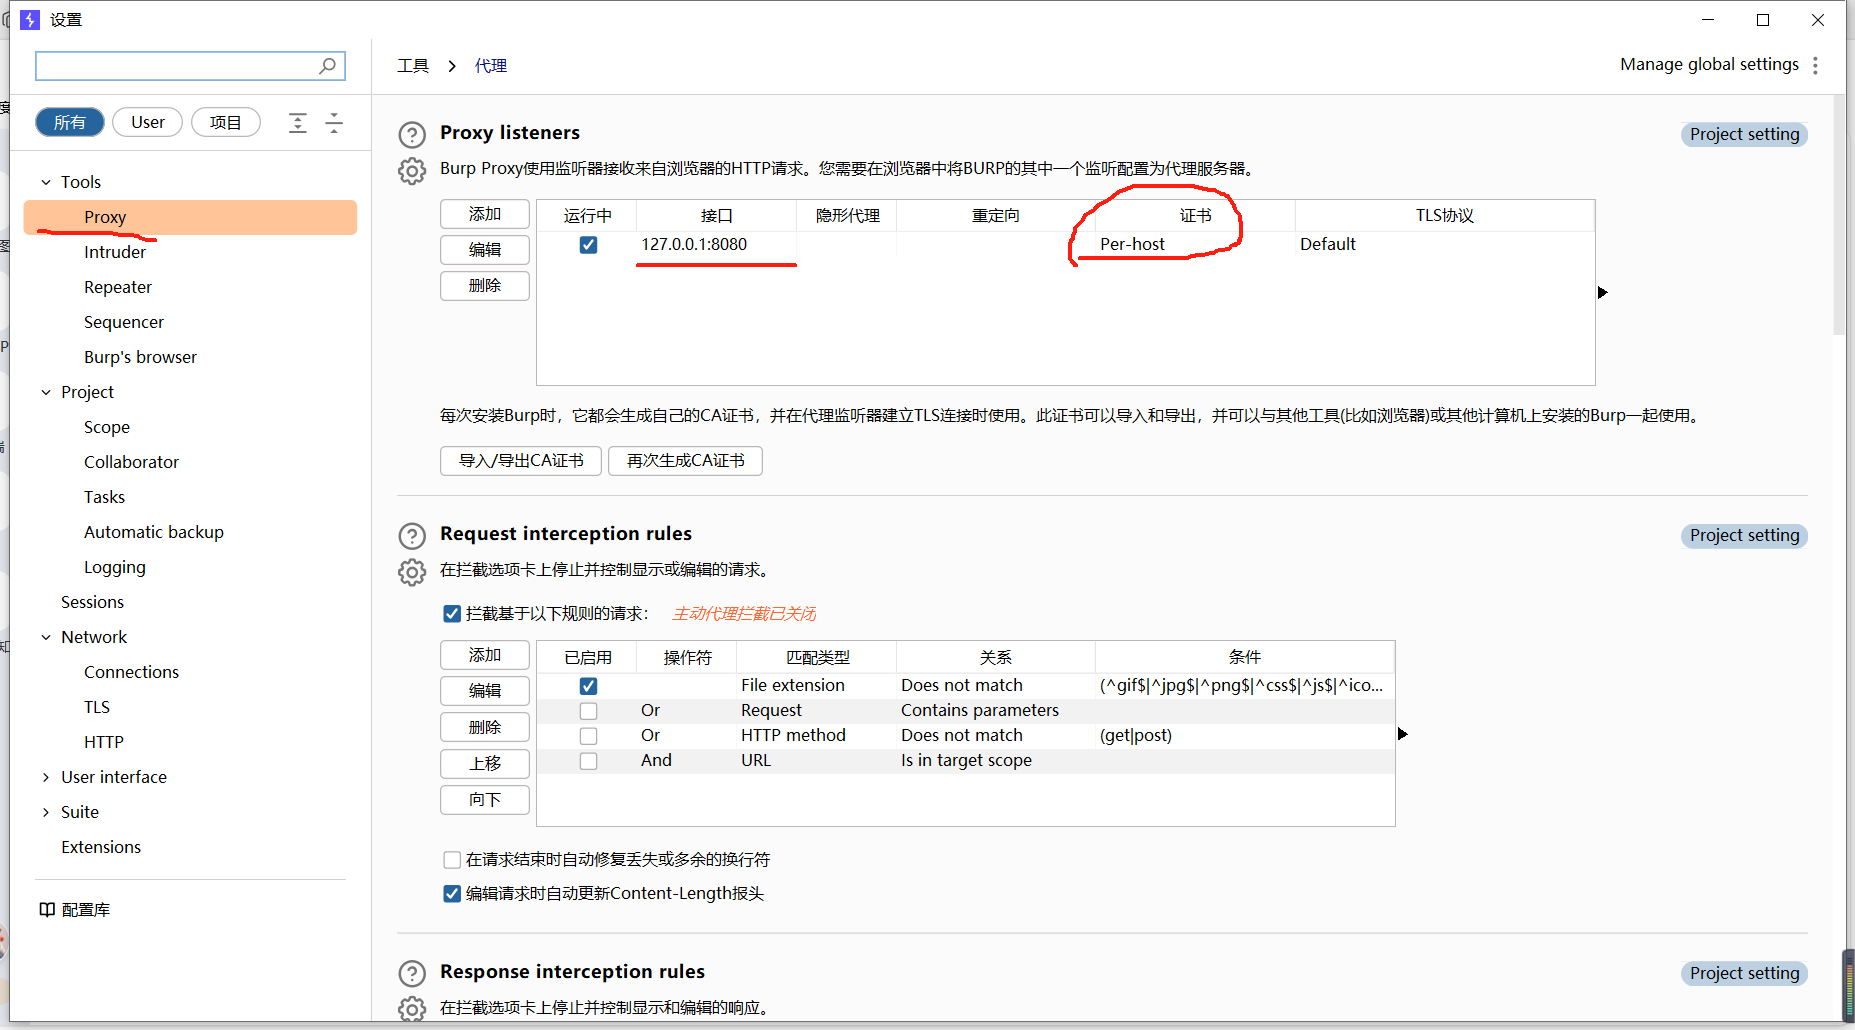 设置
工具 > 代理
Manage global settings
所有 User 项目
Tools
Proxy
Intruder
Repeater
Sequencer
Burp's browser
Project
Scope
Collaborator
Tasks
Automatic backup
Logging
Sessions
Network
Connections
TLS
HTTP
User interface
Suite
Extensions
配置库
Proxy listeners
Project setting
Burp Proxy使用监听器接收来自浏览器的HTTP请求。您需要在浏览器中将BURP的其中一个监听配置为代理服务器。
添加
编辑
删除
运行中 接口 隐形代理 重定向 证书 TLS协议
127.0.0.1:8080 Per-host Default
每次安装Burp时，它都会生成自己的CA证书，并在代理监听器建立TLS连接时使用。此证书可以导入和导出，并可以与其他工具(比如浏览器)或其他计算机上安装的Burp一起使用。
导入/导出CA证书 再次生成CA证书
Request interception rules
Project setting
在拦截选项卡上停止并控制显示或编辑的请求。
拦截基于以下规则的请求： 主动代理拦截已关闭
添加
编辑
删除
上移
向下
已启用 操作符 匹配类型 关系 条件
File extension Does not match (^gif$|^jpg$|^png$|^css$|^js$|^ico...
Or Request Contains parameters
Or HTTP method Does not match (get|post)
And URL Is in target scope
在请求结束时自动修复丢失或多余的换行符
编辑请求时自动更新Content-Length报头
Response interception rules
Project setting
在拦截选项卡上停止并控制显示和编辑的响应。